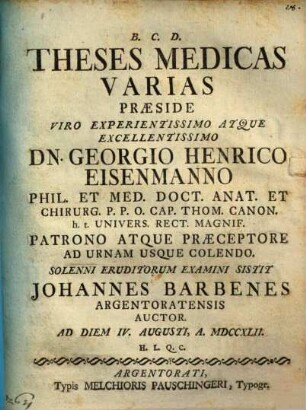 B. C. D.
THESES MEDICAS
VARIAS
PRÆSIDE
VIRO EXPERIENTISSIMO ATQUE
EXCELLENTISSIMO
DN. GEORGIO HENRICO
EISENMANNO
PHIL. ET MED. DOCT. ANAT. ET
CHIRURG. P. P. O. CAP. THOM. CANON.
h. t. UNIVERS. RECT. MAGNIF.
PATRONO ATQUE PRÆCEPTORE
AD URNAM USQUE COLENDO.
SOLENNI ERUDITORUM EXAMINI SISTIT
JOHANNES BARBENES
ARGENTORATENSIS
AUCTOR.
AD DIEM IV. AUGUSTI, A. MDCCXLII.
H. L. Q. C.
ARGENTORATI,
Typis MELCHIORIS PAUSCHINGERI, Typogr.